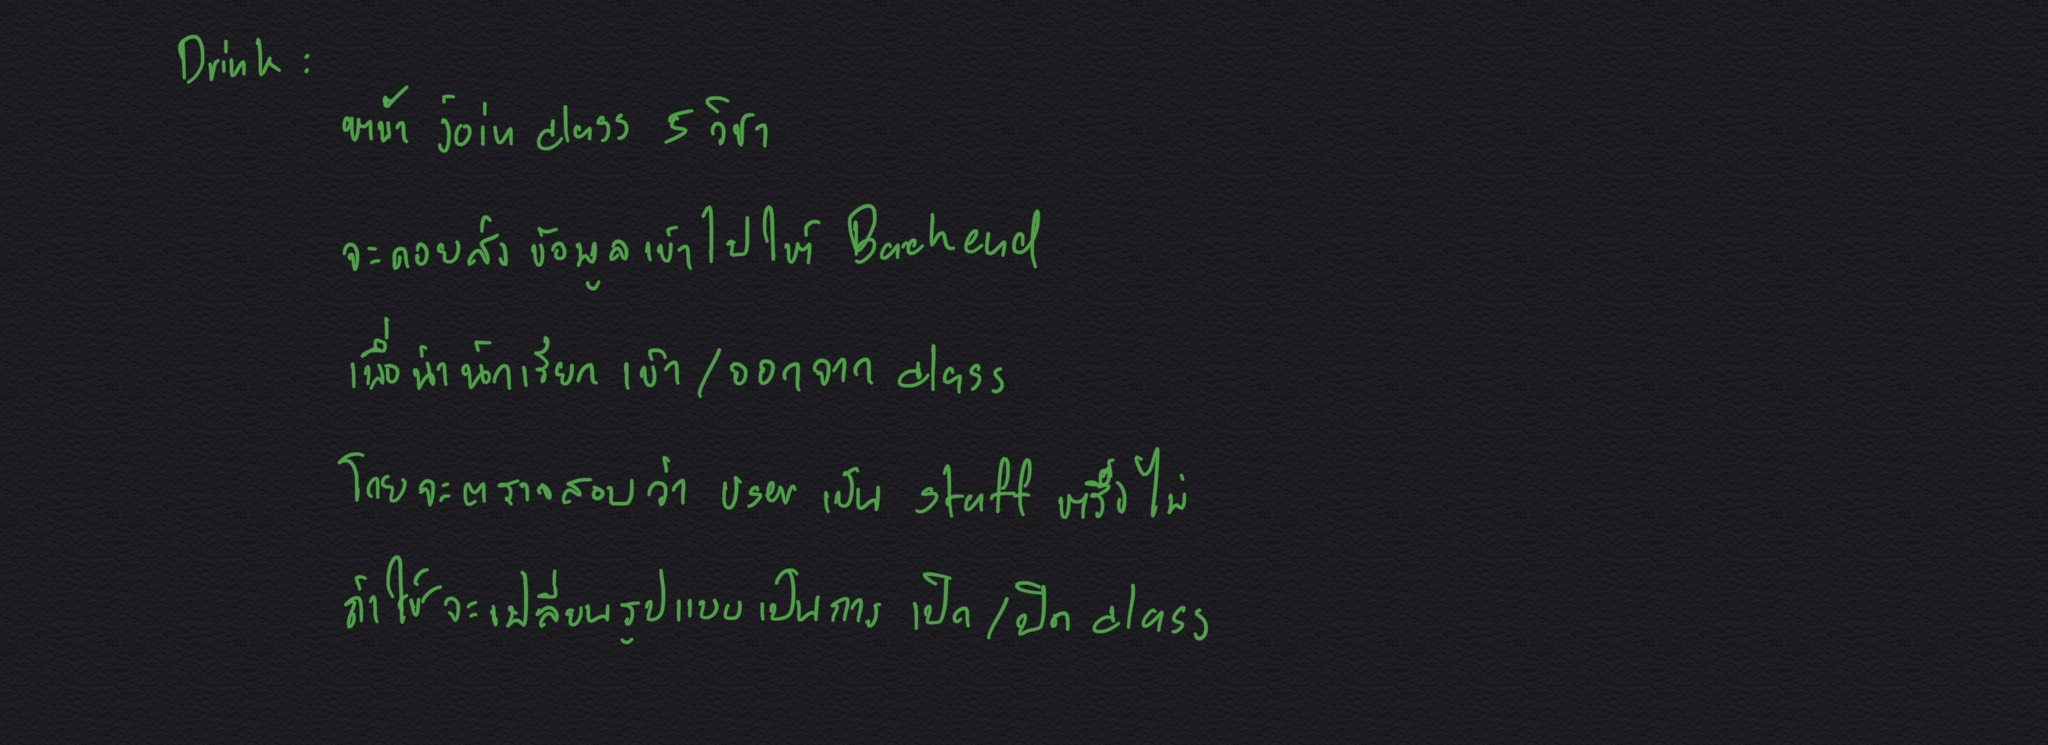 Drink :
หน้า join class 5 วิชา
จะคอยส่ง ข้อมูลเข้าไปให้ Backend
เพื่อนำนักเรียก เข้า / ออกจาก class
โดยจะตรวจสอบว่า user เป็น staff หรือไม่
ถ้าใช่จะเปลี่ยนรูปแบบเป็นการ เปิด / ปิด class